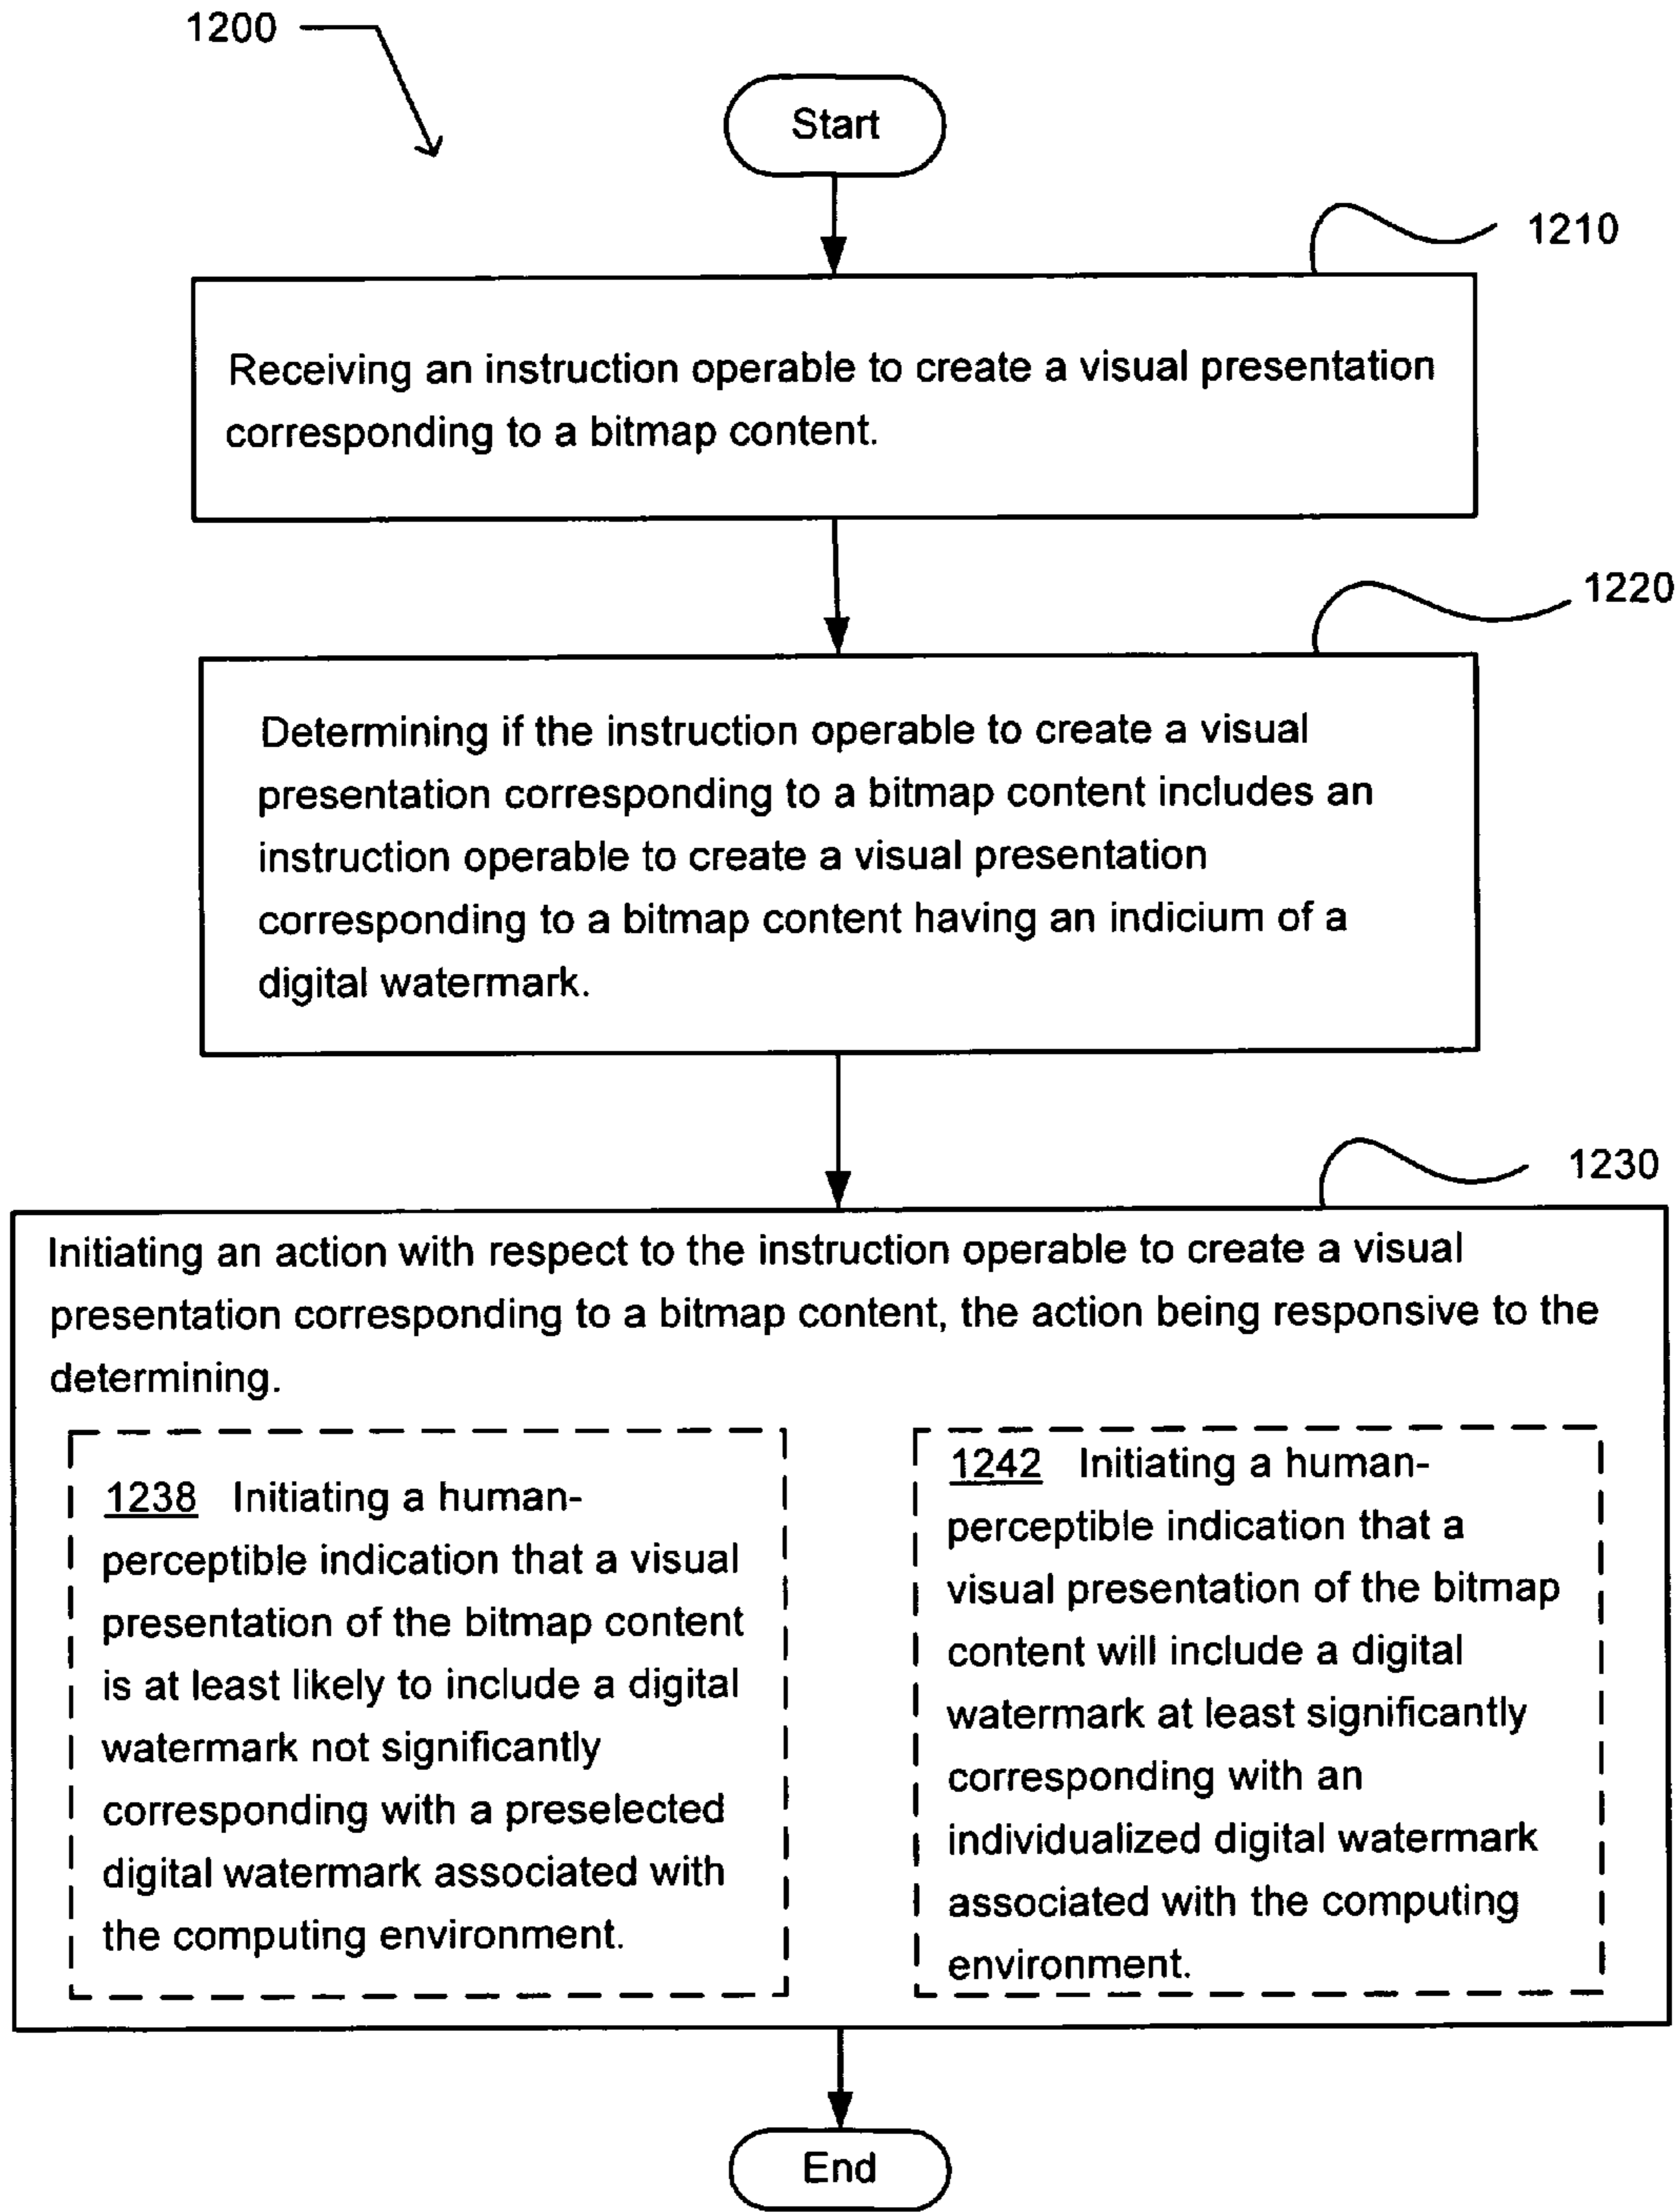 1200
Start
1210
Receiving an instruction operable to create a visual presentation
corresponding to a bitmap content.
1220
Determining if the instruction operable to create a visual
presentation corresponding to a bitmap content includes an
instruction operable to create a visual presentation
corresponding to a bitmap content having an indicium of a
digital watermark.
1230
Initiating an action with respect to the instruction operable to create a visual
presentation corresponding to a bitmap content, the action being responsive to the
determining.
1238 Initiating a human-
perceptible indication that a visual
presentation of the bitmap content
is at least likely to include a digital
watermark not significantly
corresponding with a preselected
digital watermark associated with
the computing environment.
1242 Initiating a human-
perceptible indication that a
visual presentation of the bitmap
content will include a digital
watermark at least significantly
corresponding with an
individualized digital watermark
associated with the computing
environment.
End